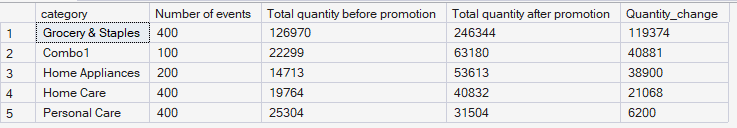 category Number of events Total quantity before promotion Total quantity after promotion Quantity_change
1 Grocery & Staples 400 126970 246344 119374
2 Combo1 100 22299 63180 40881
3 Home Appliances 200 14713 53613 38900
4 Home Care 400 19764 40832 21068
5 Personal Care 400 25304 31504 6200